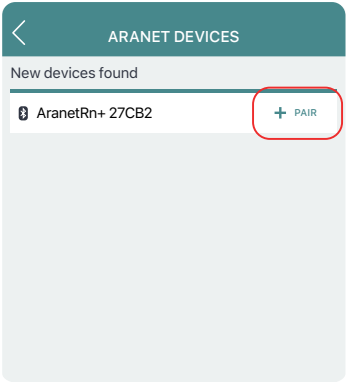 ARANET DEVICES
New devices found
AranetRn+ 27CB2
+ PAIR